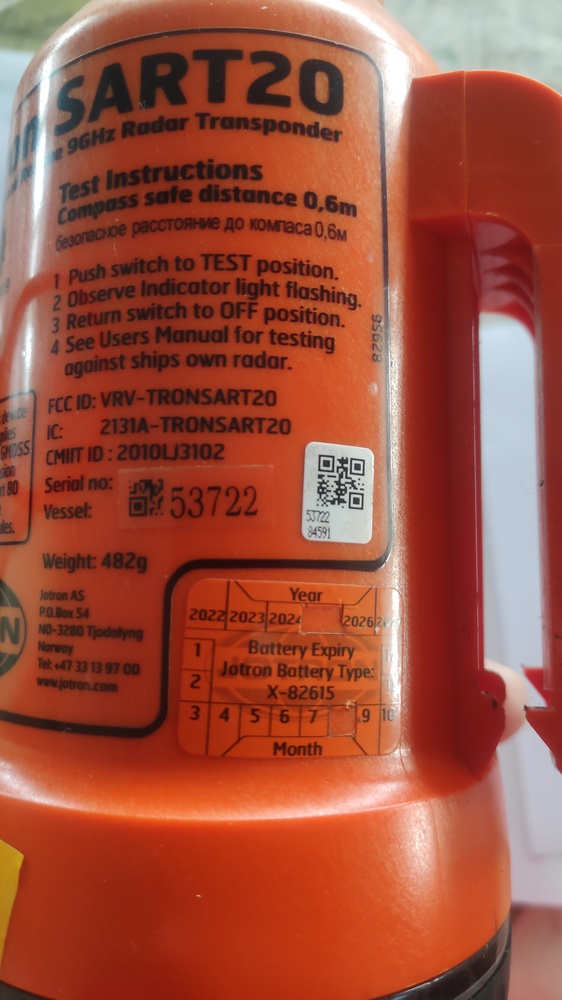 SART20
9GHz Radar Transponder
Test Instructions
Compass safe distance 0,6m
безопасное расстояние до компаса 0,6м
1 Push switch to TEST position.
2 Observe Indicator light flashing.
3 Return switch to OFF position.
4 See Users Manual for testing
against ships own radar.
82956
FCC ID: VRV-TRONSART20
IC: 2131A-TRONSART20
CMIIT ID : 2010LJ3102
Serial no: 53722
Vessel:
53722
84591
Weight: 482g
Jotron AS
P.O.Box 54
NO-3280 Tjodalyng
Norway
Tel: +47 33 13 97 00
www.jotron.com
device
GMDSS
80
Year
2022 2023 2024 2026
1 Battery Expiry
Jotron Battery Type:
2 X-82615
3 4 5 6 7 9 10
Month